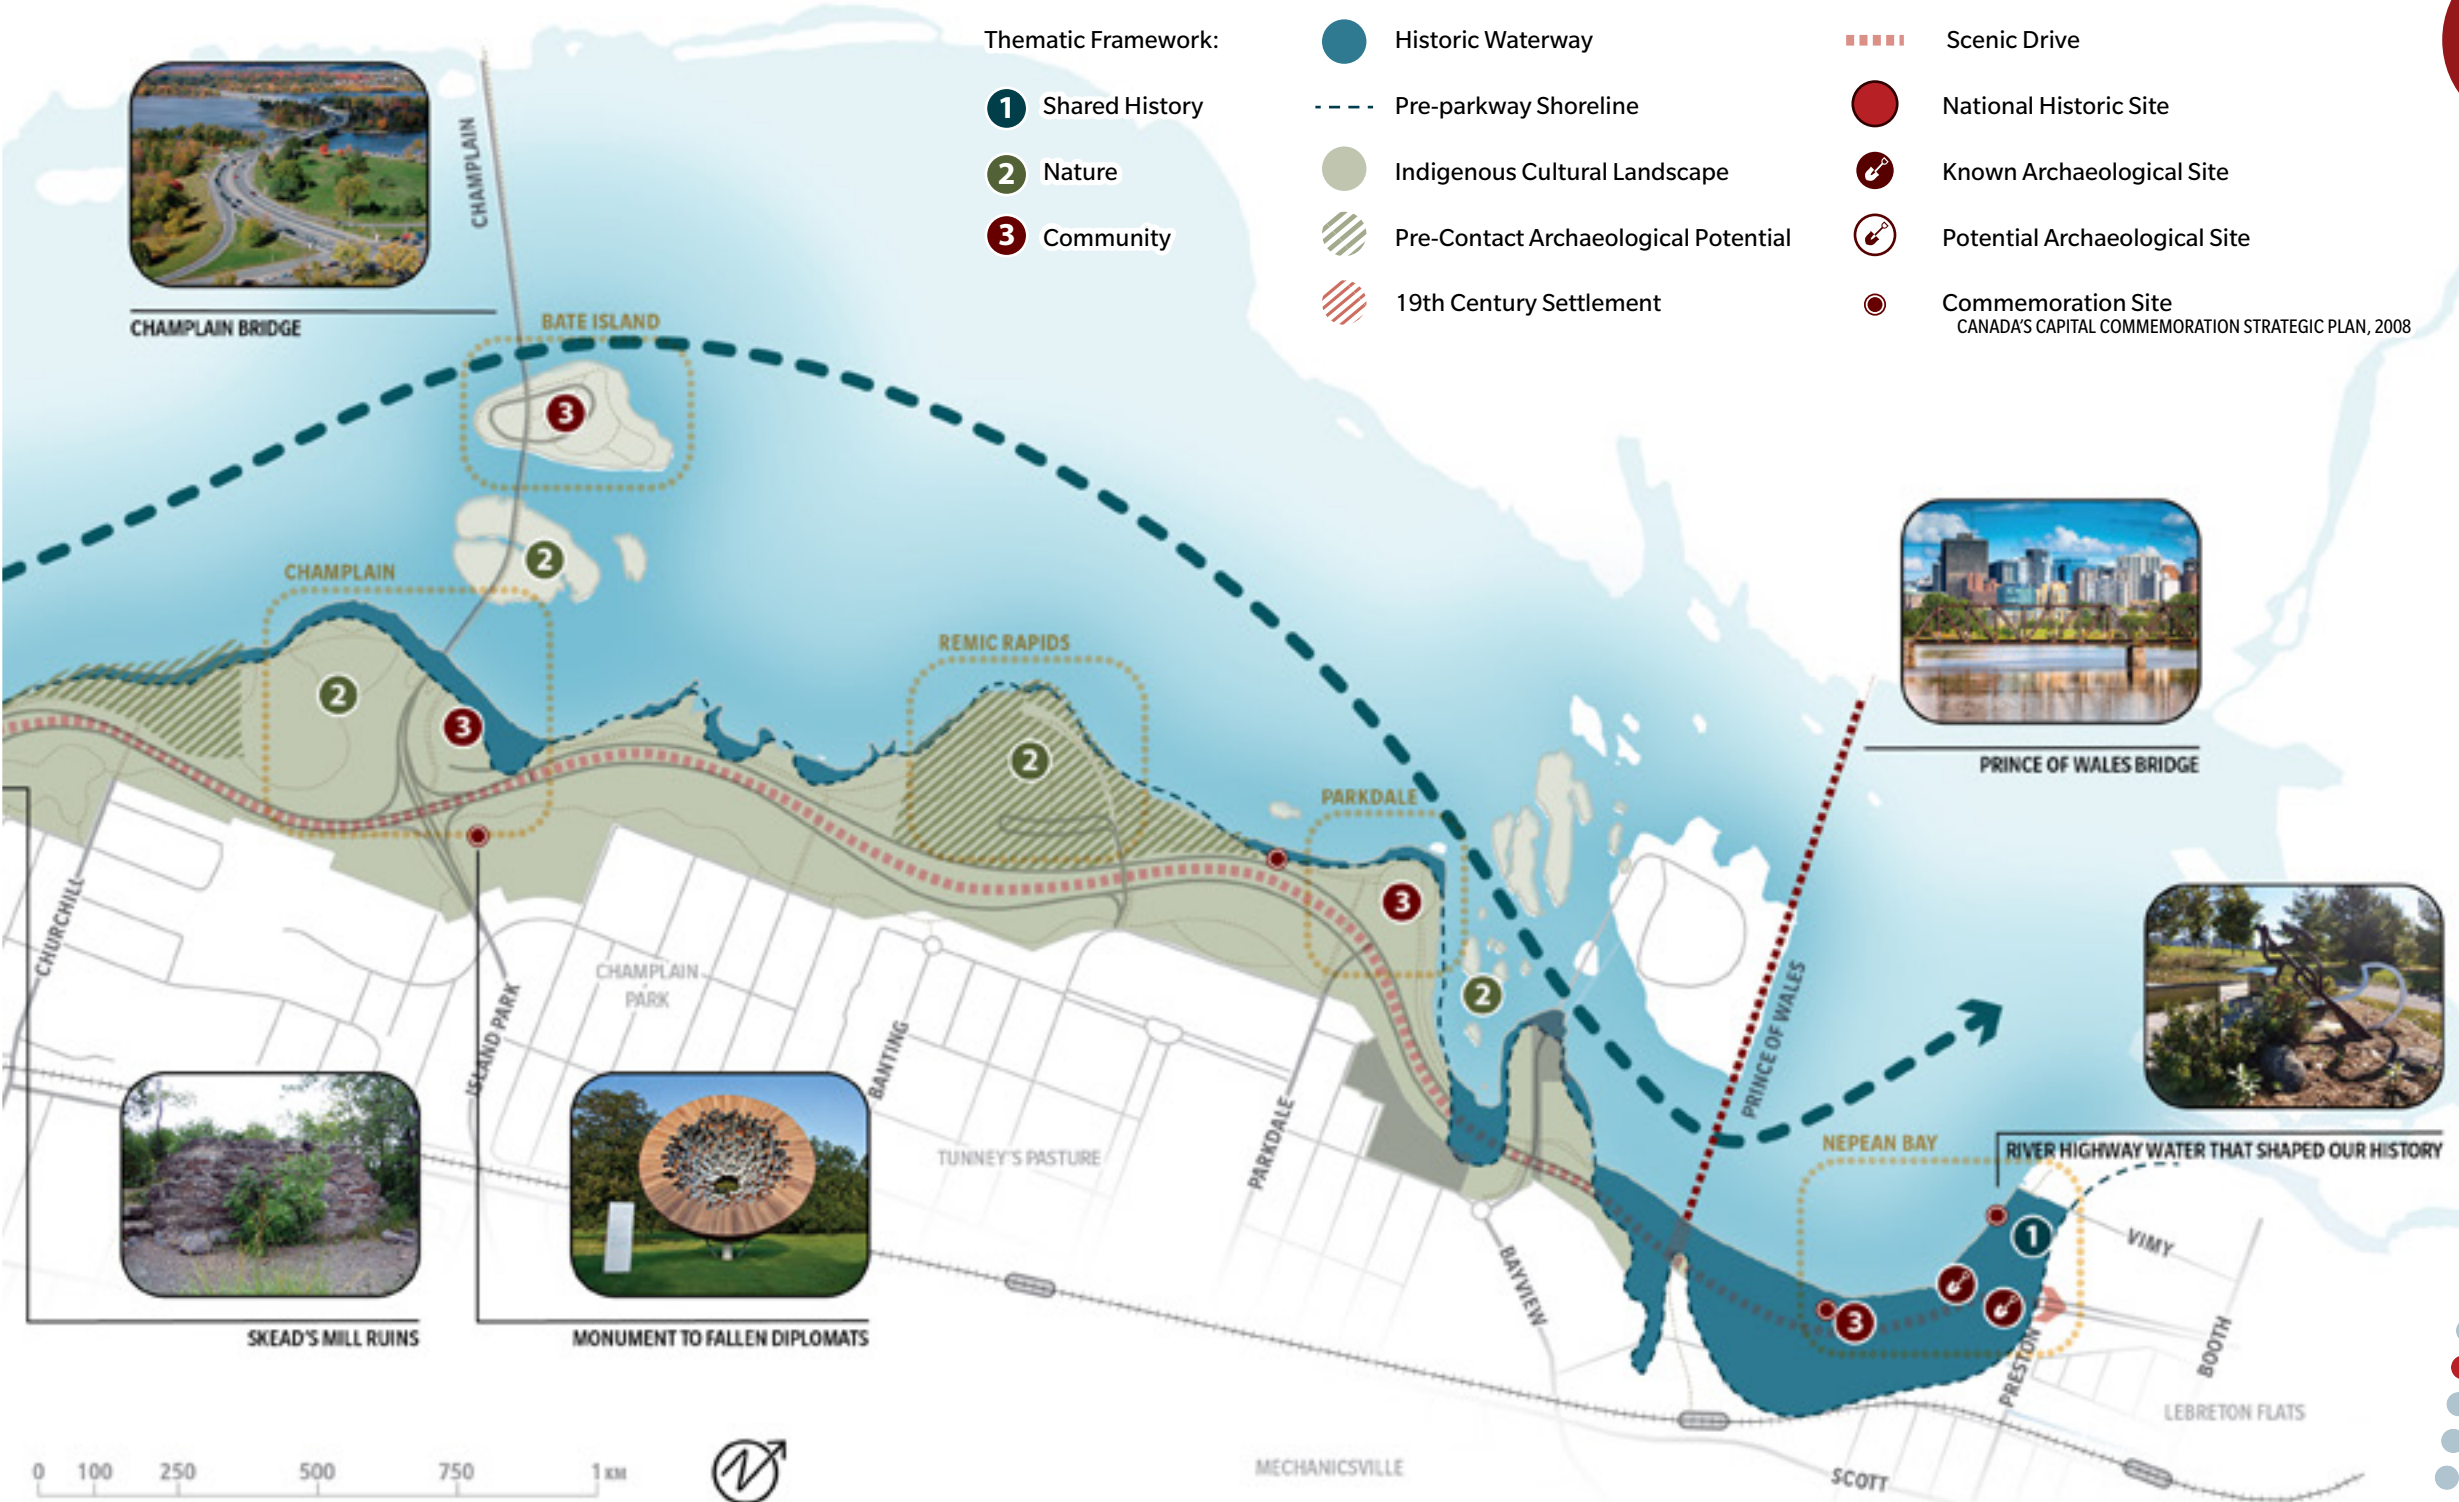 Thematic Framework:
1 Shared History
2 Nature
3 Community
Historic Waterway
Pre-parkway Shoreline
Indigenous Cultural Landscape
Pre-Contact Archaeological Potential
19th Century Settlement
Scenic Drive
National Historic Site
Known Archaeological Site
Potential Archaeological Site
Commemoration Site
CANADA'S CAPITAL COMMEMORATION STRATEGIC PLAN, 2008
CHAMPLAIN
CHAMPLAIN BRIDGE
BATE ISLAND
3
2
CHAMPLAIN
2
3
REMIC RAPIDS
2
PARKDALE
3
2
PRINCE OF WALES BRIDGE
PRINCE OF WALES
CHURCHILL
ISLAND PARK
CHAMPLAIN
PARK
BANTING
TUNNEY'S PASTURE
PARKDALE
BAYVIEW
NEPEAN BAY
RIVER HIGHWAY WATER THAT SHAPED OUR HISTORY
1
3
VIMY
PRESTON
BOOTH
LEBRETON FLATS
SKEAD'S MILL RUINS
MONUMENT TO FALLEN DIPLOMATS
MECHANICSVILLE
SCOTT
0 100 250 500 750 1 KM
N